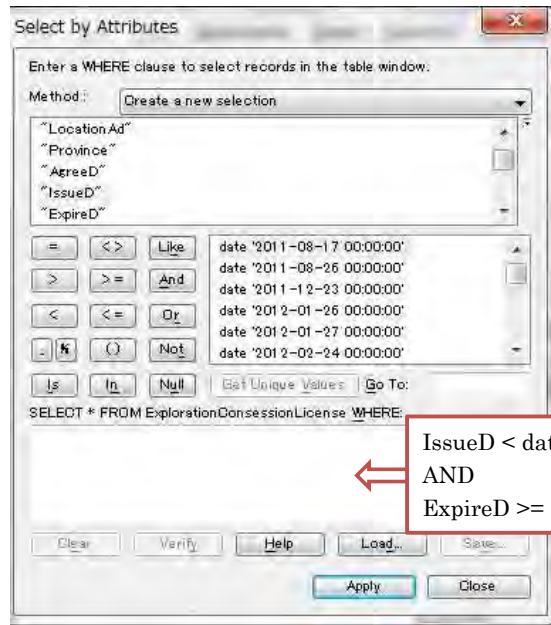 Select by Attributes
Enter a WHERE clause to select records in the table window.
Method : Create a new selection
"LocationAd"
"Province"
"AgreeD"
"IssueD"
"ExpireD"
= <> Like
> >= And
< <= Or
() Not
Is In Null
date '2011-08-17 00:00:00'
date '2011-08-26 00:00:00'
date '2011-12-23 00:00:00'
date '2012-01-26 00:00:00'
date '2012-01-27 00:00:00'
date '2012-02-24 00:00:00'
Get Unique Values Go To:
SELECT * FROM ExplorationConsessionLicense WHERE:
IssueD < dat
AND
ExpireD >=
Clear Verify Help Load... Save...
Apply Close